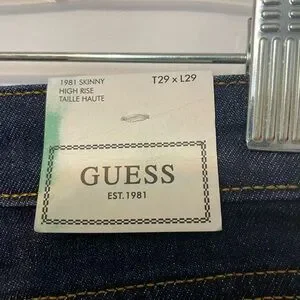 1981 SKINNY
HIGH RISE
TAILLE HAUTE
T29 x L29
GUESS
EST.1981